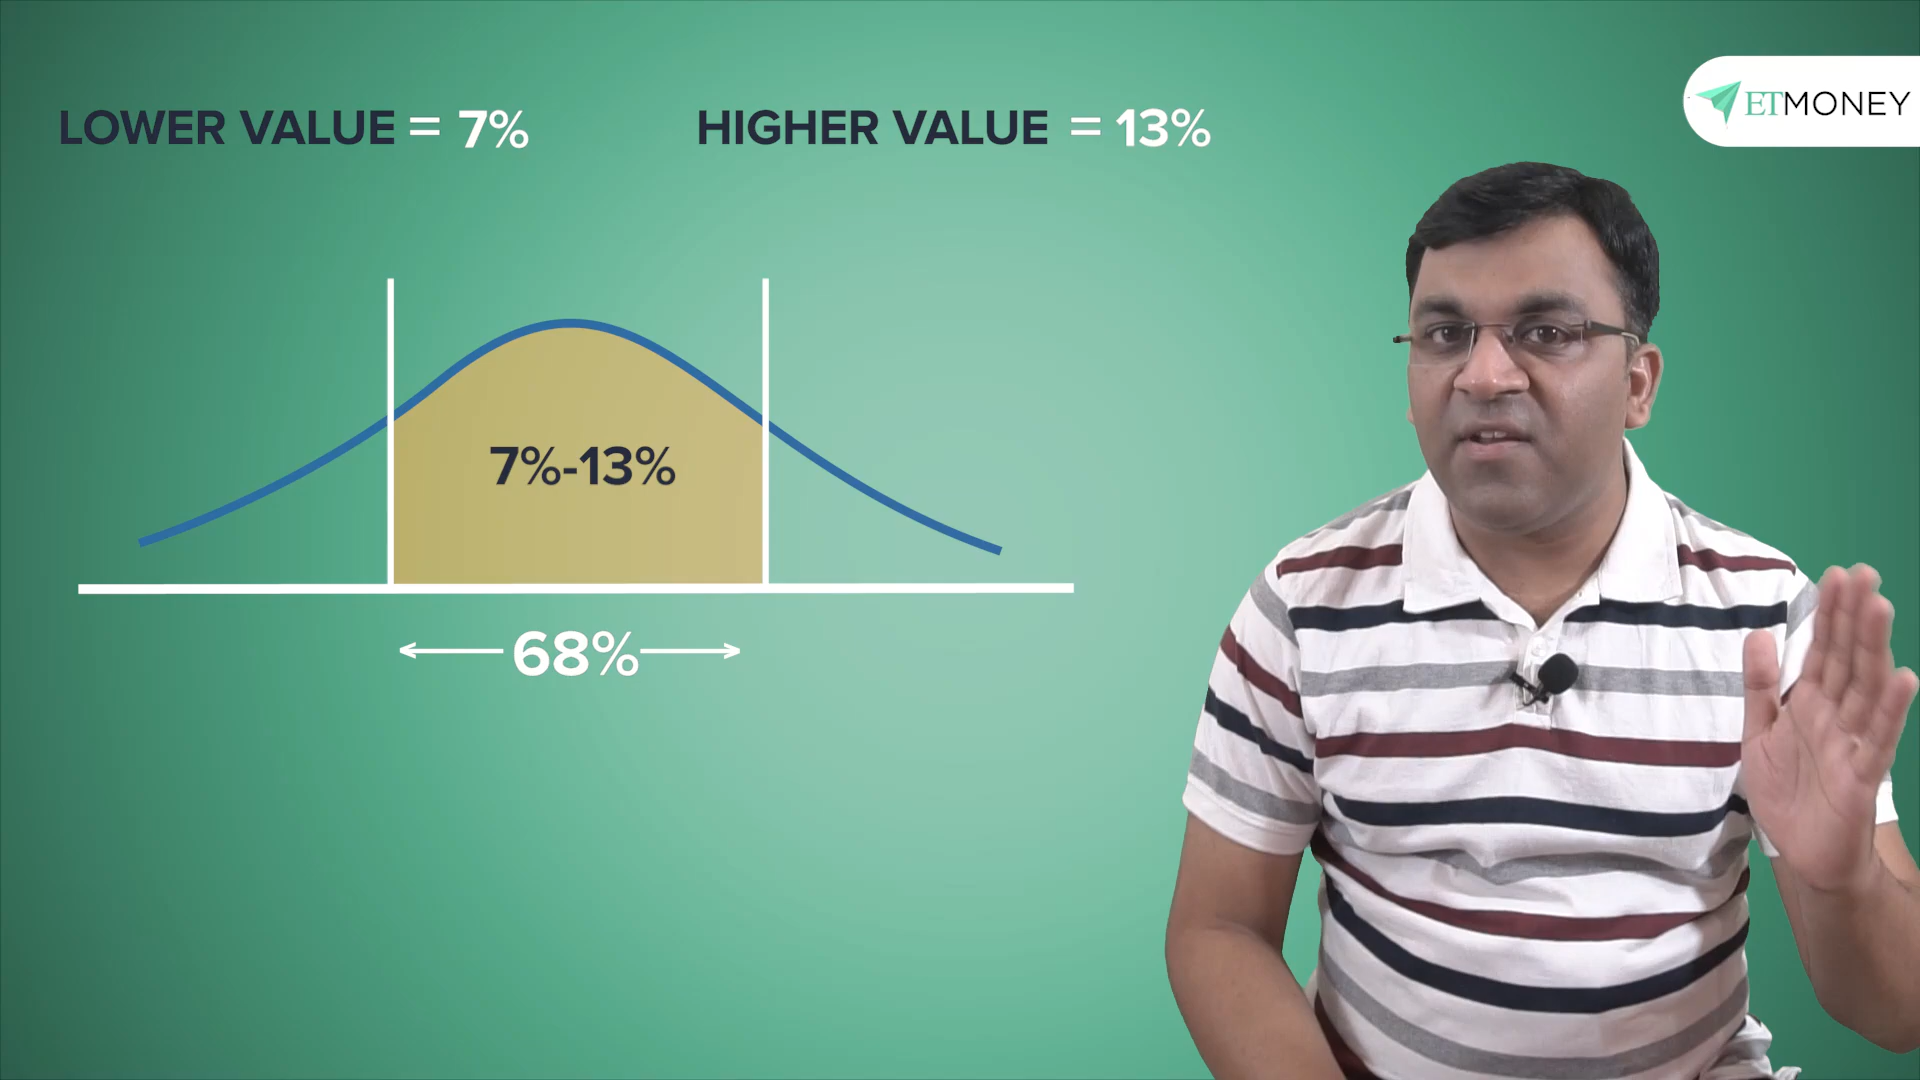 LOWER VALUE = 7%
HIGHER VALUE = 13%
ETMONEY
7%-13%
68%